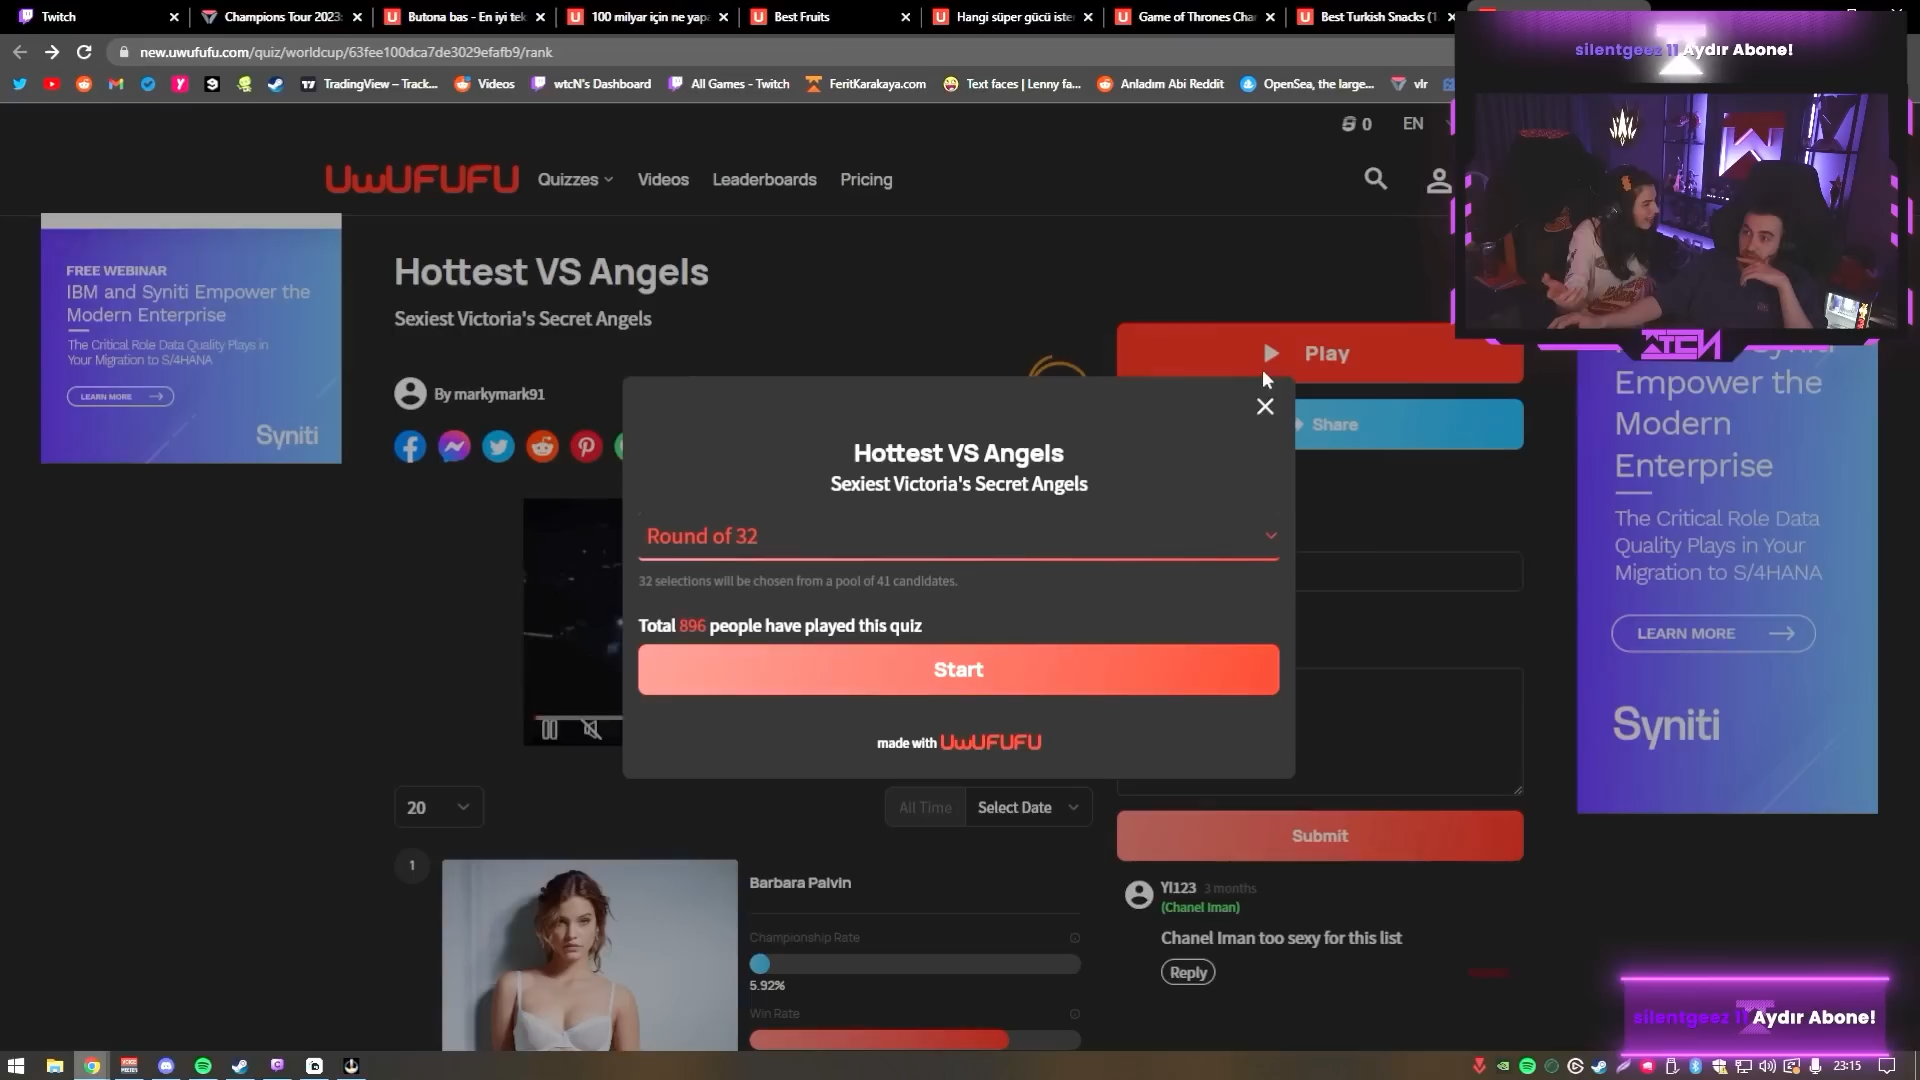 Twitch
Champions Tour 2023:
Butona bas - En iyi tek
100 milyar için ne yapa
Best Fruits
Hangi süper gücü ister
Game of Thrones Cha
Best Turkish Snacks (1
new.uwufufu.com/quiz/worldcup/63fee100dca7de3029efafb9/rank
TradingView – Track...
Videos
wtcN's Dashboard
All Games - Twitch
FeritKarakaya.com
Text faces | Lenny fa...
Anladım Abi Reddit
OpenSea, the large...
vlr
silentgeez 11 Aydır Abone!
0
EN
UwUFUFU
Quizzes
Videos
Leaderboards
Pricing
FREE WEBINAR
IBM and Syniti Empower the
Modern Enterprise
The Critical Role Data Quality Plays in
Your Migration to S/4HANA
LEARN MORE
Syniti
Hottest VS Angels
Sexiest Victoria's Secret Angels
By markymark91
Play
Share
WTCN
Hottest VS Angels
Sexiest Victoria's Secret Angels
Round of 32
32 selections will be chosen from a pool of 41 candidates.
Total 896 people have played this quiz
Start
made with UwUFUFU
Empower the
Modern
Enterprise
The Critical Role Data
Quality Plays in Your
Migration to S/4HANA
LEARN MORE
Syniti
20
All Time
Select Date
Submit
1
Barbara Palvin
Championship Rate
5.92%
Win Rate
Yl123 3 months
(Chanel Iman)
Chanel Iman too sexy for this list
Reply
silentgeez 11 Aydır Abone!
23:15